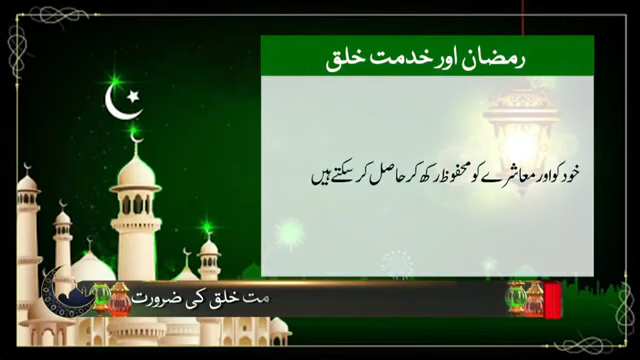 رمضان اور خدمت خلق
خود کو اور معاشرے کو محفوظ رکھ کر حاصل کر سکتے ہیں
مت خلق کی ضرورت